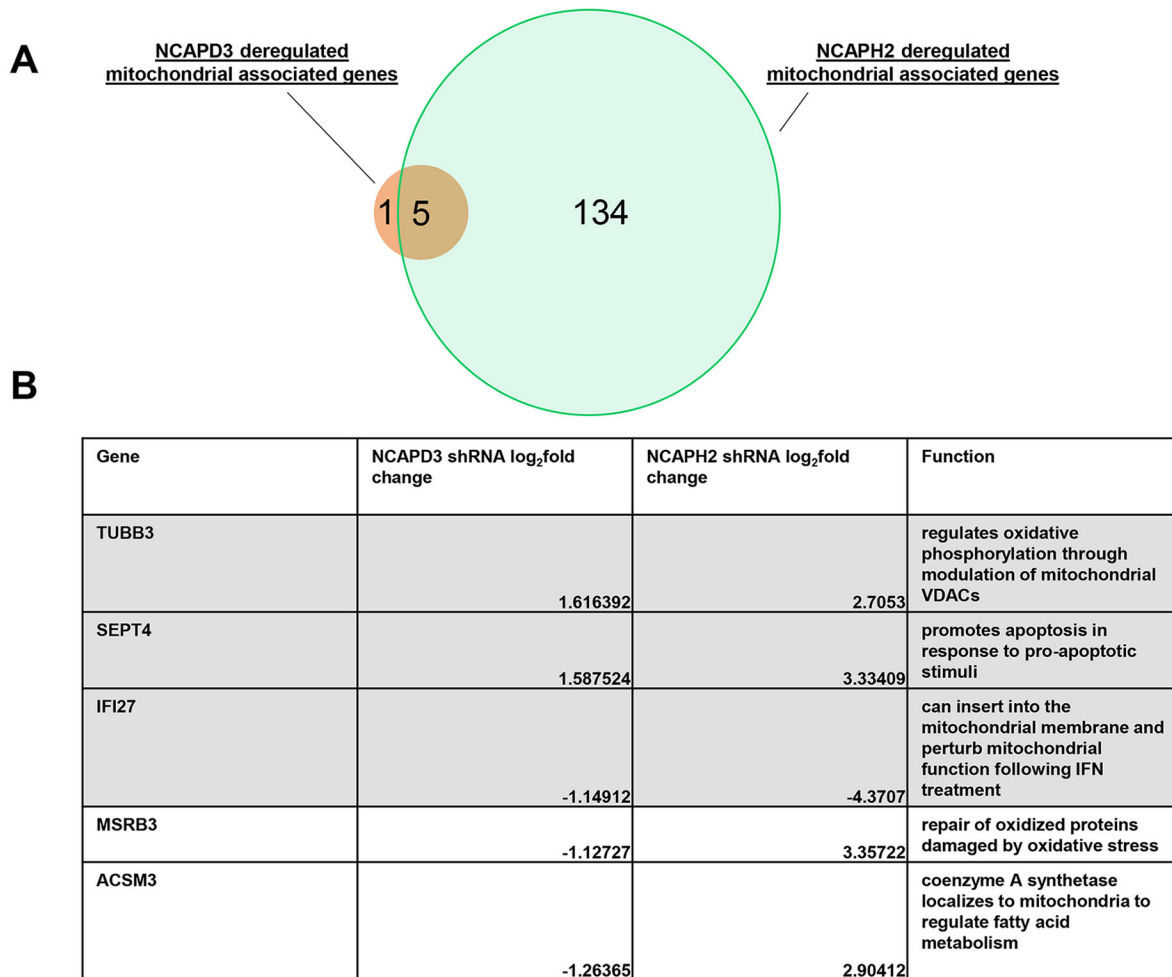 A
NCAPD3 deregulated
mitochondrial associated genes
NCAPH2 deregulated
mitochondrial associated genes
1 5 134
B
Gene
NCAPD3 shRNA log₂fold
change
NCAPH2 shRNA log₂fold
change
Function
TUBB3
1.616392
2.7053
regulates oxidative
phosphorylation through
modulation of mitochondrial
VDACs
SEPT4
1.587524
3.33409
promotes apoptosis in
response to pro-apoptotic
stimuli
IFI27
-1.14912
-4.3707
can insert into the
mitochondrial membrane and
perturb mitochondrial
function following IFN
treatment
MSRB3
-1.12727
3.35722
repair of oxidized proteins
damaged by oxidative stress
ACSM3
-1.26365
2.90412
coenzyme A synthetase
localizes to mitochondria to
regulate fatty acid
metabolism